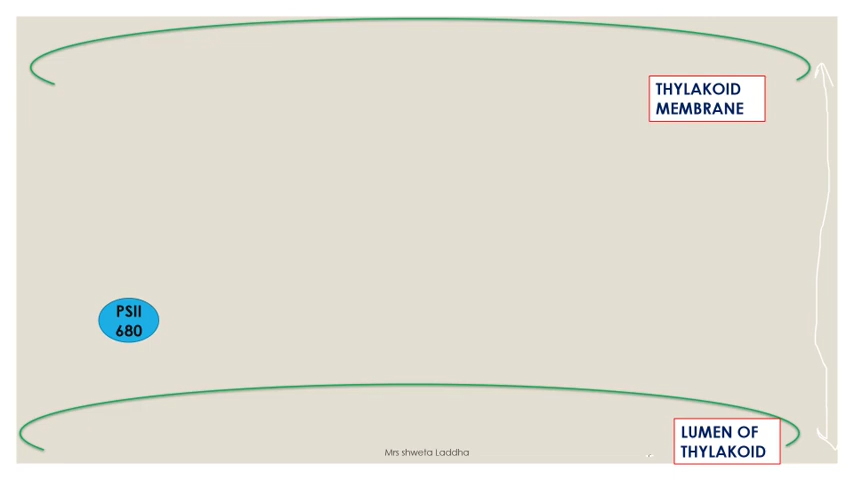 THYLAKOID
MEMBRANE
PSII
680
LUMEN OF
THYLAKOID
Mrs shweta Laddha